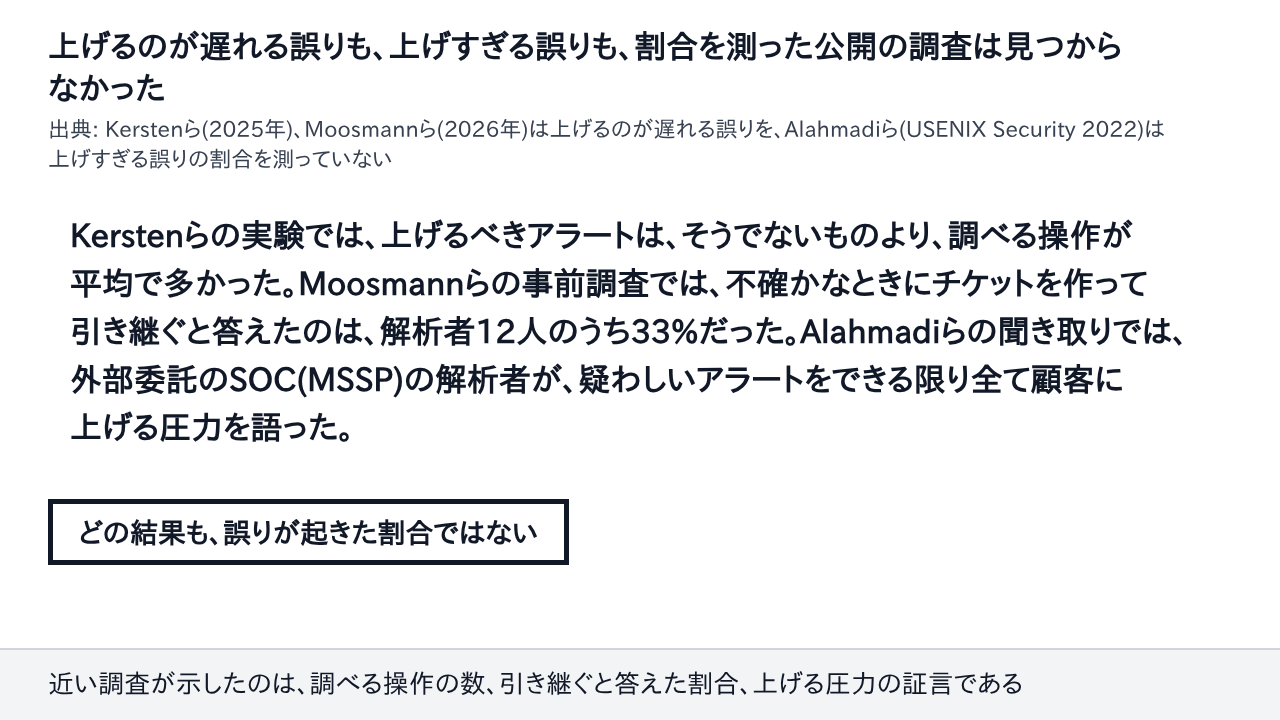 上げるのが遅れる誤りも、上げすぎる誤りも、割合を測った公開の調査は見つから
なかった
出典: Kerstenら(2025年)、Moosmannら(2026年)は上げるのが遅れる誤りを、Alahmadiら(USENIX Security 2022)は
上げすぎる誤りの割合を測っていない
Kerstenらの実験では、上げるべきアラートは、そうでないものより、調べる操作が
平均で多かった。Moosmannらの事前調査では、不確かなときにチケットを作って
引き継ぐと答えたのは、解析者12人のうち33%だった。Alahmadiらの聞き取りでは、
外部委託のSOC(MSSP)の解析者が、疑わしいアラートをできる限り全て顧客に
上げる圧力を語った。
どの結果も、誤りが起きた割合ではない
近い調査が示したのは、調べる操作の数、引き継ぐと答えた割合、上げる圧力の証言である